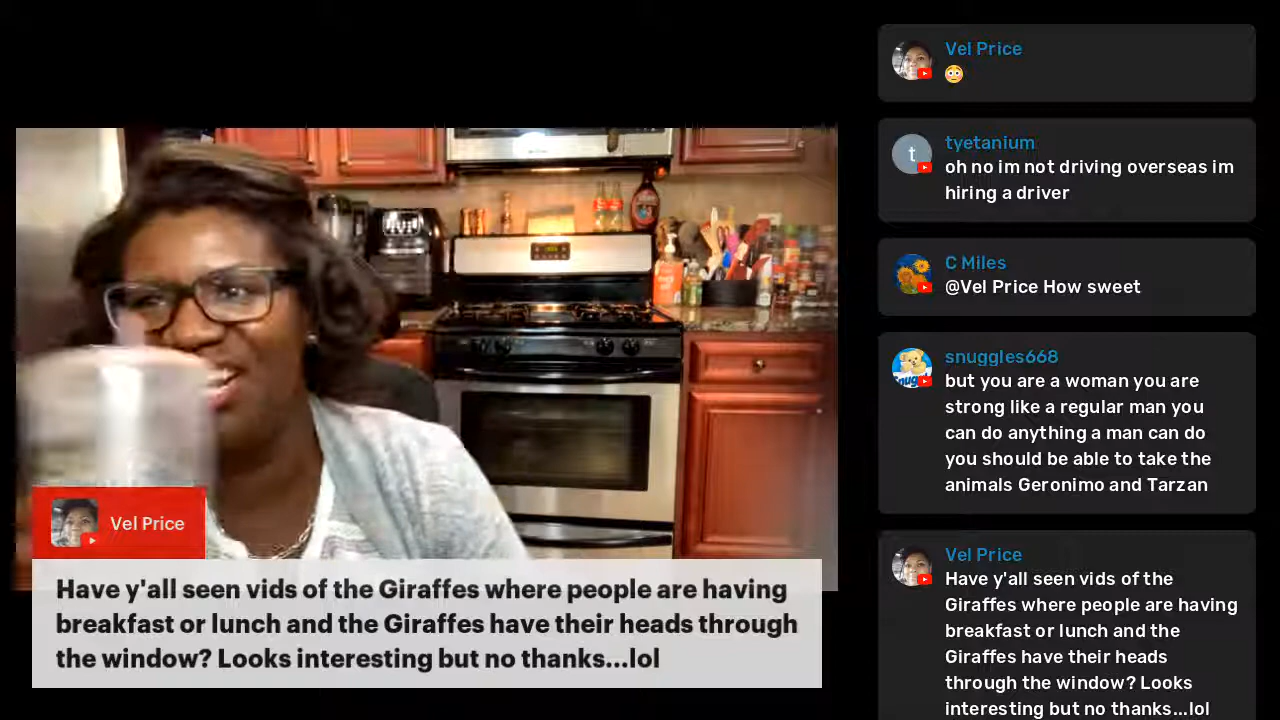 Vel Price
Have y'all seen vids of the Giraffes where people are having
breakfast or lunch and the Giraffes have their heads through
the window? Looks interesting but no thanks...lol
Vel Price
😳
t
tyetanium
oh no im not driving overseas im
hiring a driver
C Miles
@Vel Price How sweet
snuggles668
but you are a woman you are
strong like a regular man you
can do anything a man can do
you should be able to take the
animals Geronimo and Tarzan
Vel Price
Have y'all seen vids of the
Giraffes where people are having
breakfast or lunch and the
Giraffes have their heads
through the window? Looks
interesting but no thanks...lol